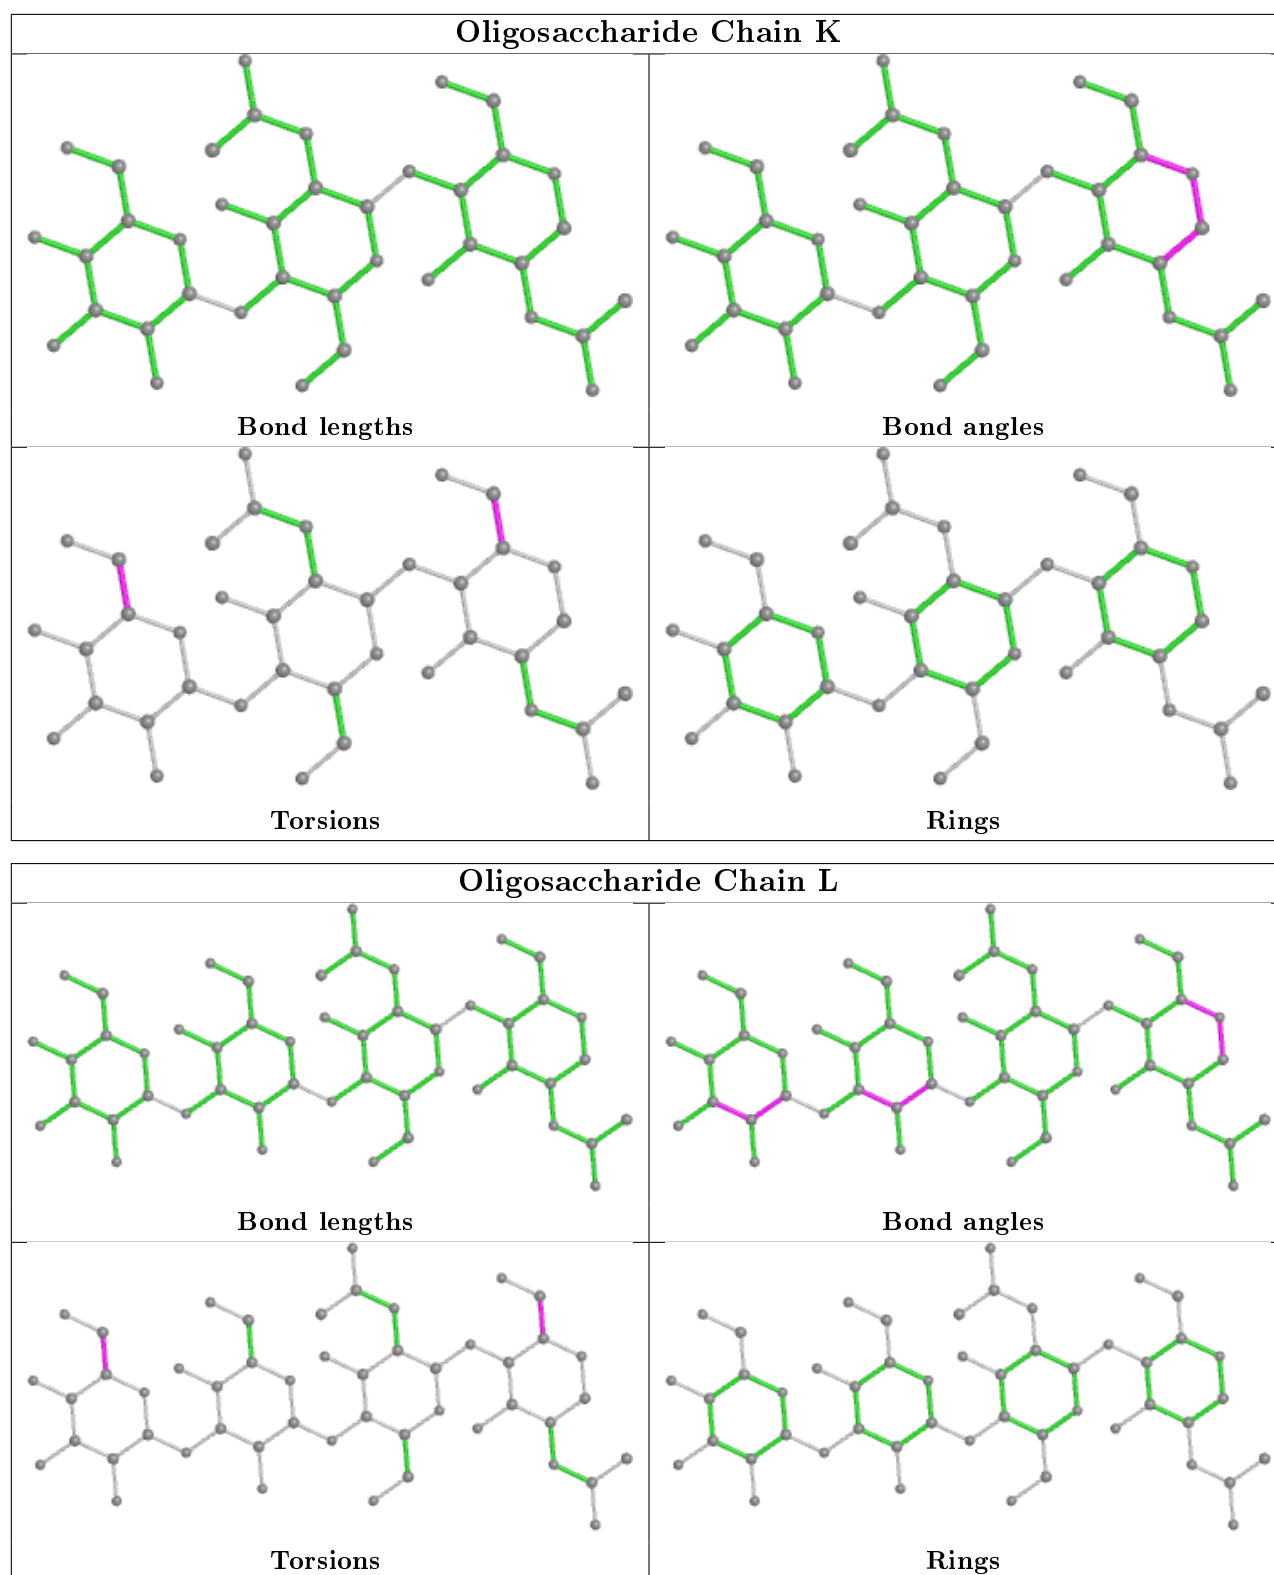 Oligosaccharide Chain K
Bond lengths
Bond angles
Torsions
Rings
Oligosaccharide Chain L
Bond lengths
Bond angles
Torsions
Rings